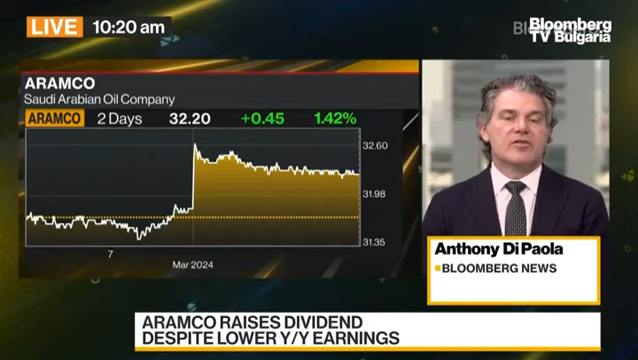 LIVE 10:20 am
Bloomberg
TV Bulgaria
ARAMCO
Saudi Arabian Oil Company
ARAMCO 2 Days 32.20 +0.45 1.42%
32.60
31.98
31.35
7
Mar 2024
Anthony Di Paola
BLOOMBERG NEWS
ARAMCO RAISES DIVIDEND
DESPITE LOWER Y/Y EARNINGS